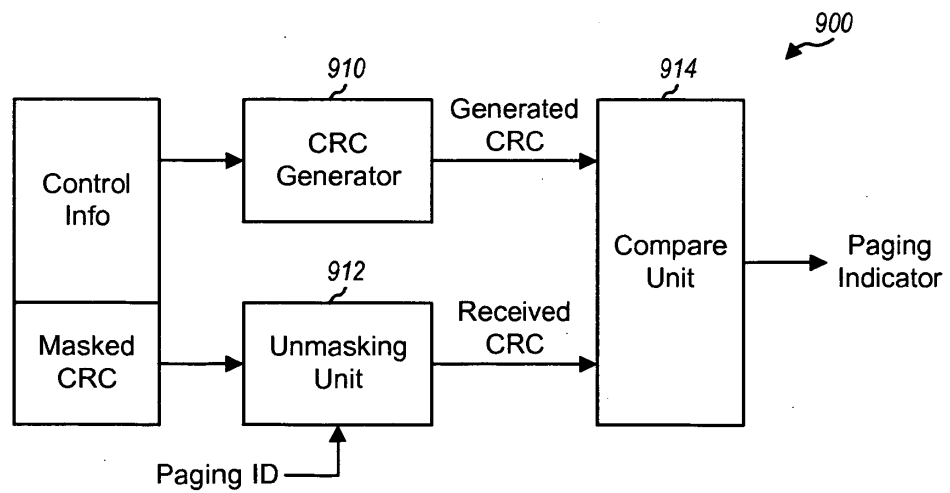 900
910
914
Control
Info
CRC
Generator
Generated
CRC
Compare
Unit
Paging
Indicator
912
Masked
CRC
Unmasking
Unit
Received
CRC
Paging ID